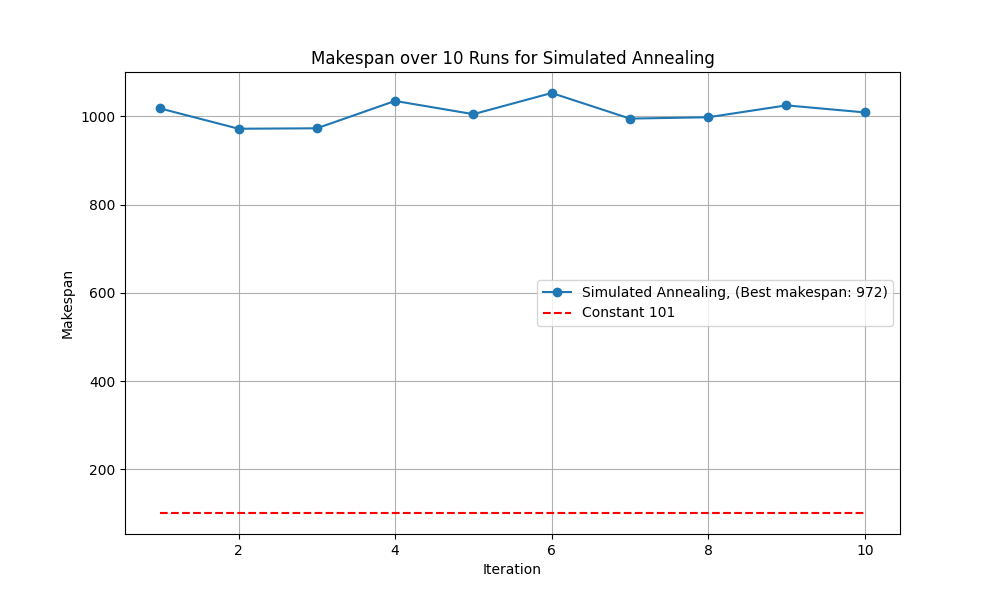 Makespan over 10 Runs for Simulated Annealing
1000
800
600
400
200
Makespan
Simulated Annealing, (Best makespan: 972)
Constant 101
2
4
6
8
10
Iteration